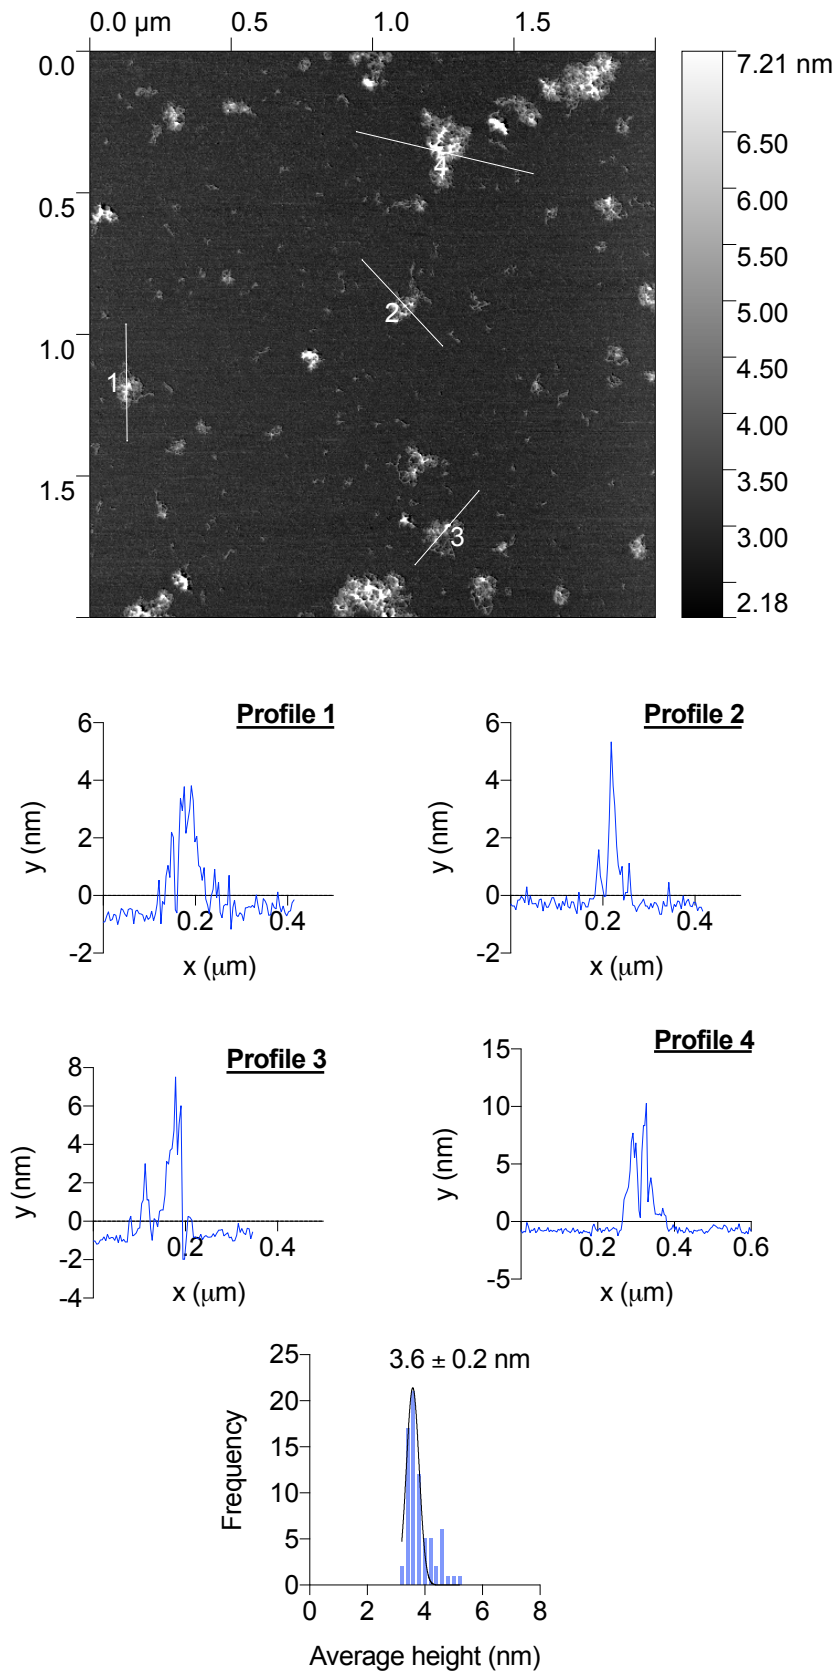 0.0 µm 0.5 1.0 1.5
0.0
0.5
1.0
1.5
1
2
3
4
7.21 nm
6.50
6.00
5.50
5.00
4.50
4.00
3.50
3.00
2.18
Profile 1
6
4
2
0
-2
0.2 0.4
y (nm)
x (µm)
Profile 2
6
4
2
0
-2
0.2 0.4
y (nm)
x (µm)
Profile 3
8
6
4
2
0
-2
-4
0.2 0.4
y (nm)
x (µm)
Profile 4
15
10
5
0
-5
0.2 0.4 0.6
y (nm)
x (µm)
3.6 ± 0.2 nm
25
20
15
10
5
0
0 2 4 6 8
Frequency
Average height (nm)